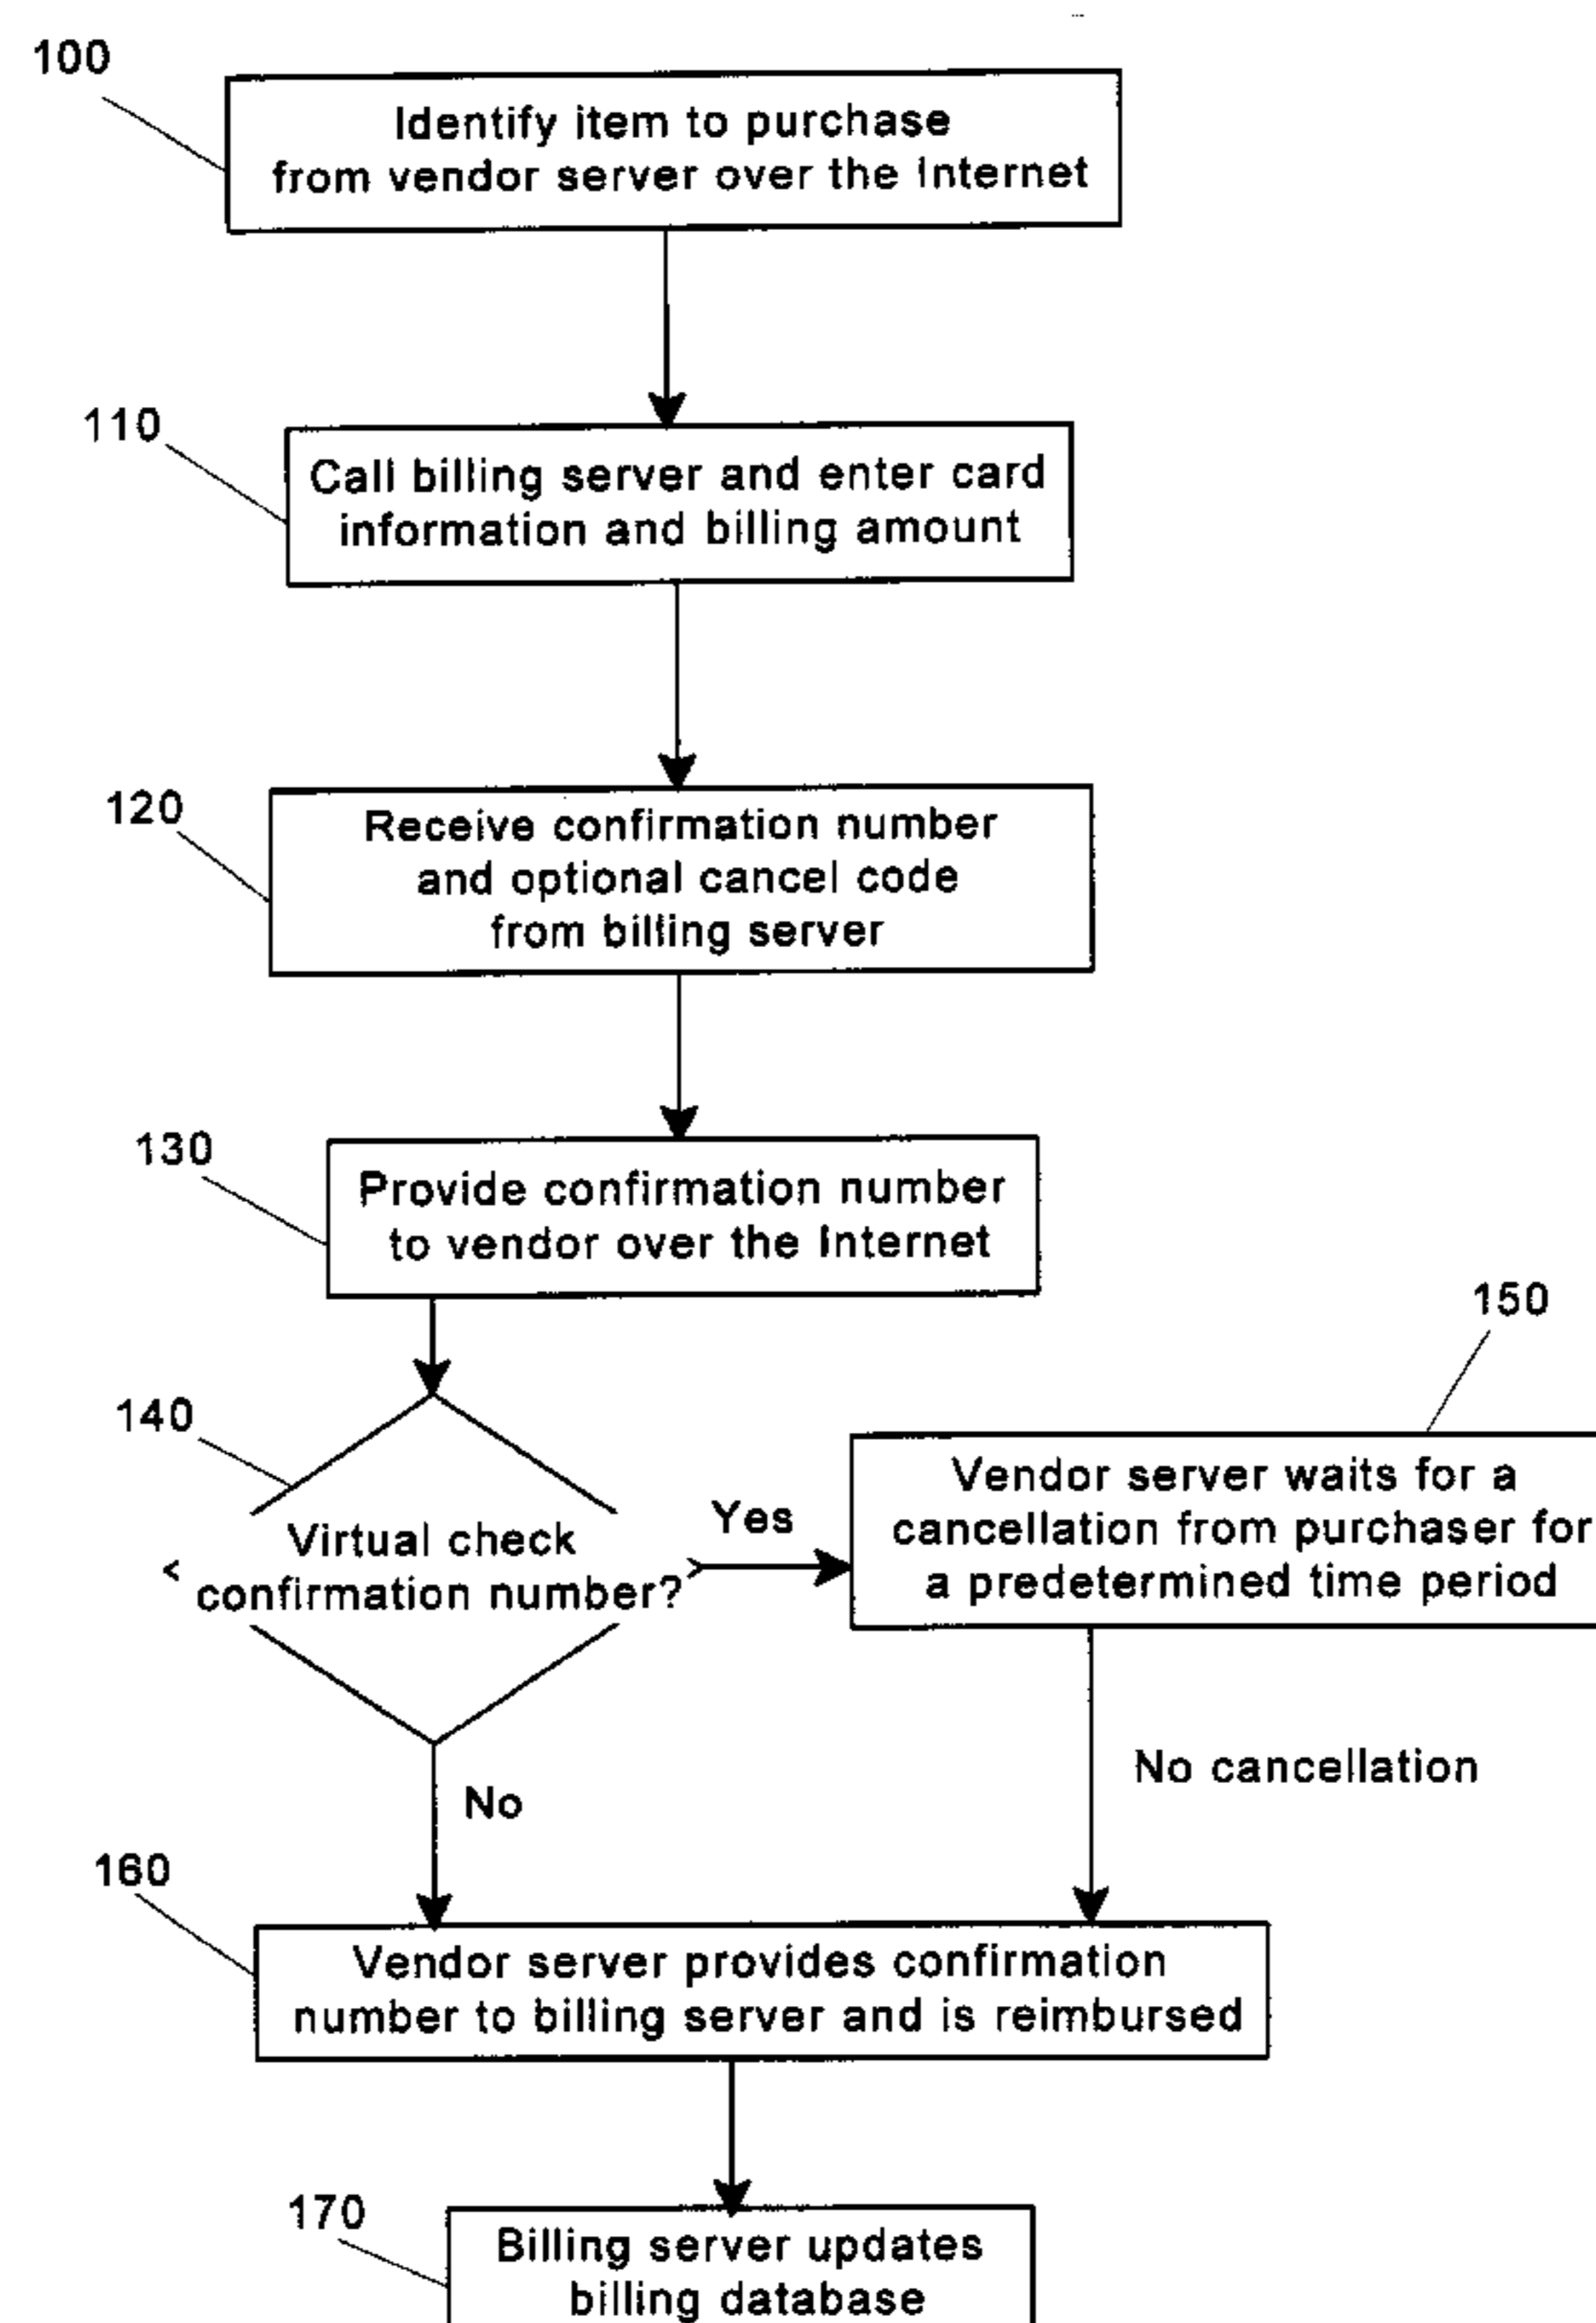 100
Identify item to purchase
from vendor server over the Internet
110
Call billing server and enter card
information and billing amount
120
Receive confirmation number
and optional cancel code
from billing server
130
Provide confirmation number
to vendor over the Internet
140
Virtual check
confirmation number?
Yes
150
Vendor server waits for a
cancellation from purchaser for
a predetermined time period
No
No cancellation
160
Vendor server provides confirmation
number to billing server and is reimbursed
170
Billing server updates
billing database